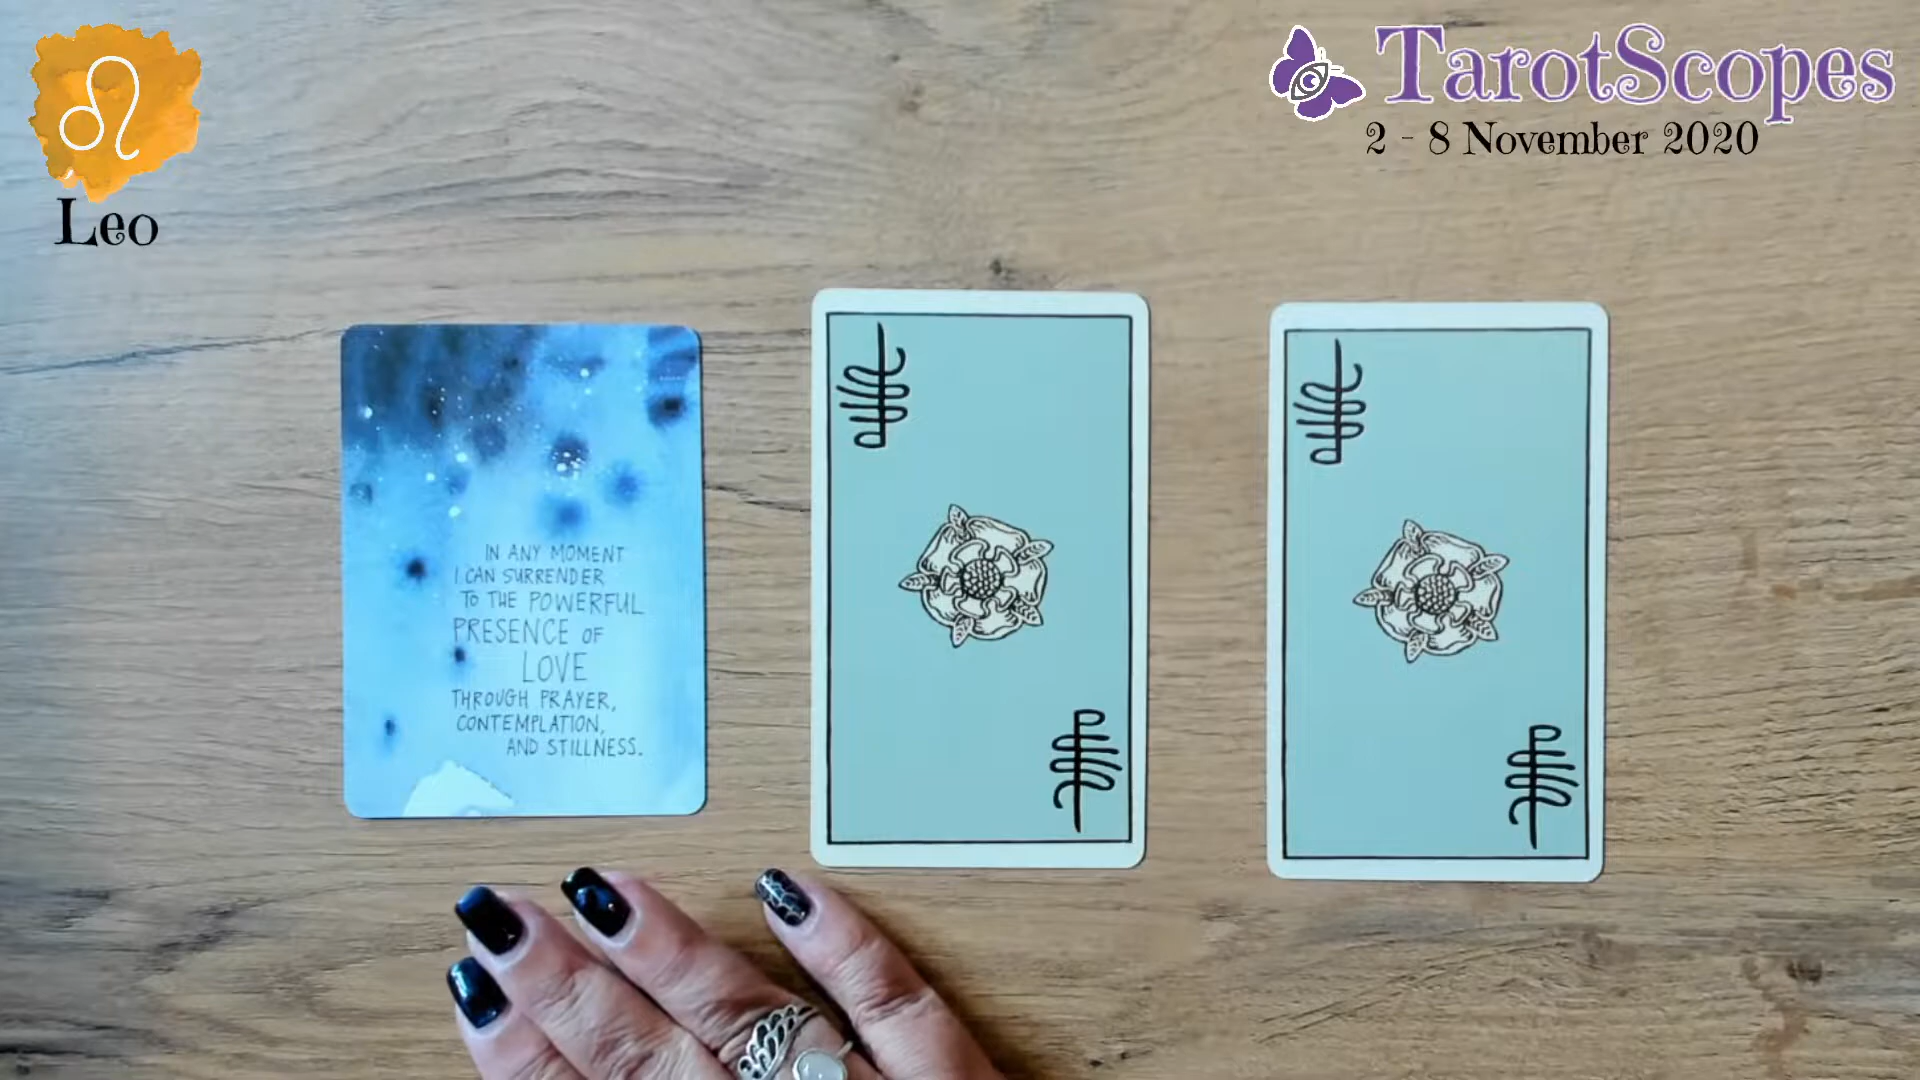 Leo
TarotScopes
2 - 8 November 2020
IN ANY MOMENT
I CAN SURRENDER
TO THE POWERFUL
PRESENCE OF
LOVE
THROUGH PRAYER,
CONTEMPLATION,
AND STILLNESS.